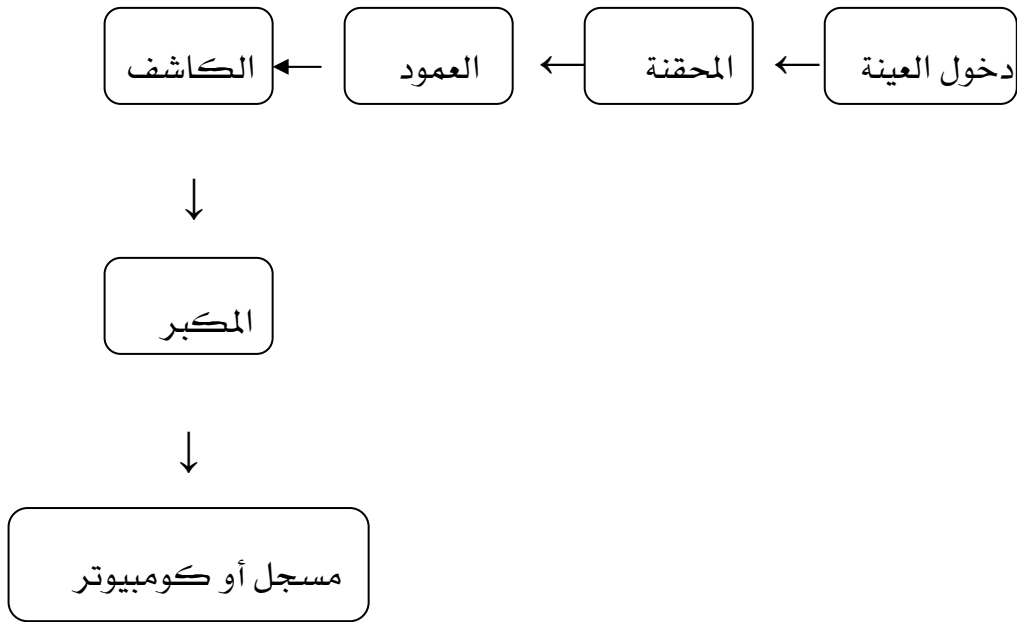 دخول العينة ← المحقنة ← العمود ← الكاشف
↓
المكبر
↓
مسجل أو كومبيوتر